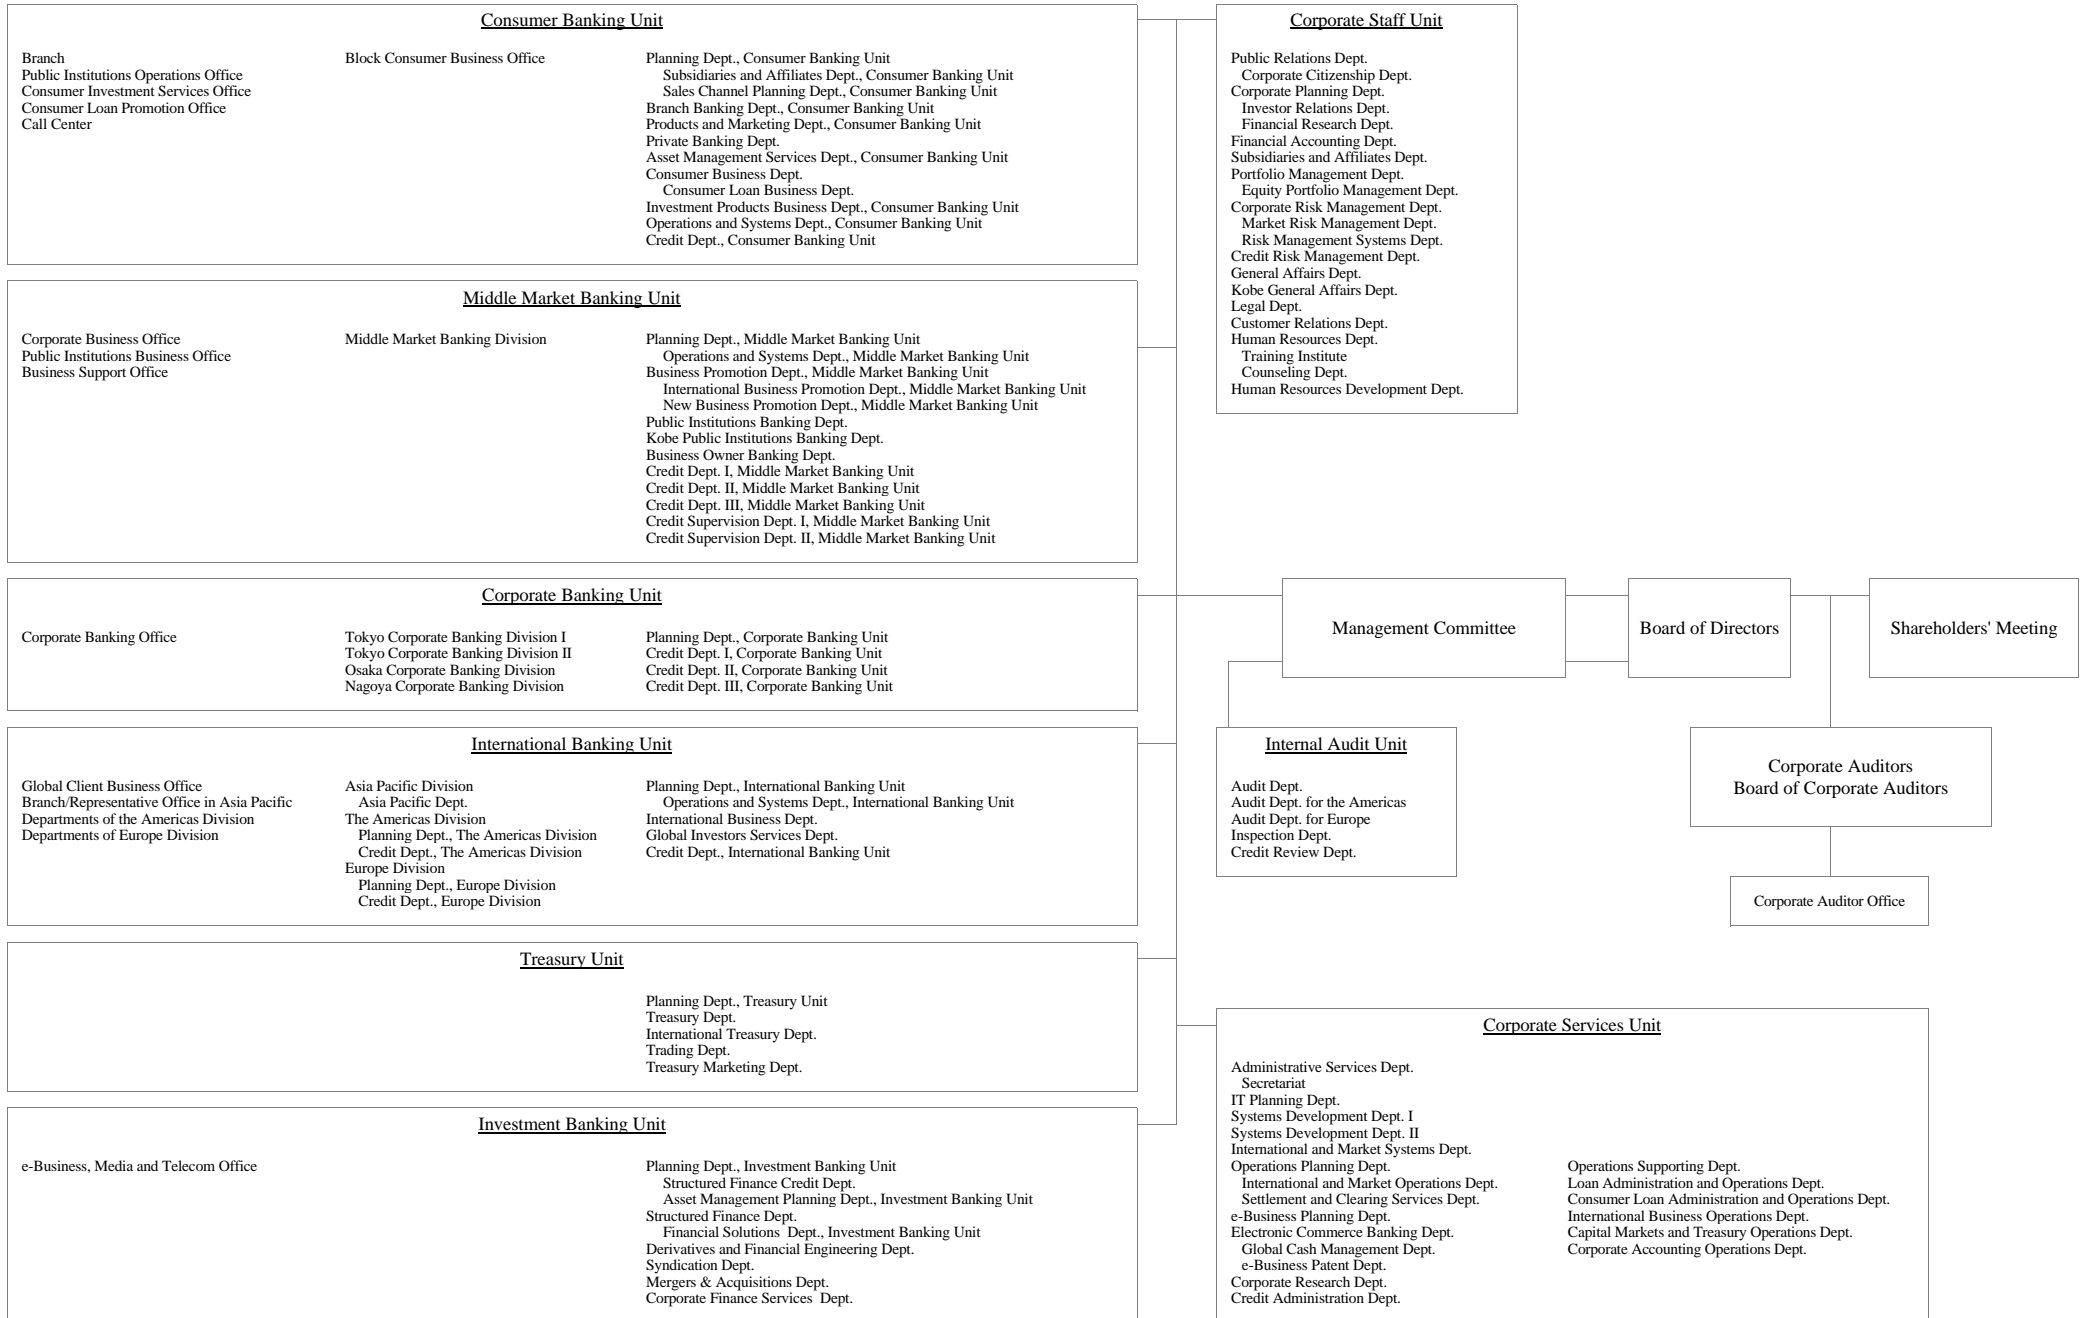 Consumer Banking Unit
Branch
Public Institutions Operations Office
Consumer Investment Services Office
Consumer Loan Promotion Office
Call Center
Block Consumer Business Office
Planning Dept., Consumer Banking Unit
Subsidiaries and Affiliates Dept., Consumer Banking Unit
Sales Channel Planning Dept., Consumer Banking Unit
Branch Banking Dept., Consumer Banking Unit
Products and Marketing Dept., Consumer Banking Unit
Private Banking Dept.
Asset Management Services Dept., Consumer Banking Unit
Consumer Business Dept.
Consumer Loan Business Dept.
Investment Products Business Dept., Consumer Banking Unit
Operations and Systems Dept., Consumer Banking Unit
Credit Dept., Consumer Banking Unit
Corporate Staff Unit
Public Relations Dept.
Corporate Citizenship Dept.
Corporate Planning Dept.
Investor Relations Dept.
Financial Research Dept.
Financial Accounting Dept.
Subsidiaries and Affiliates Dept.
Portfolio Management Dept.
Equity Portfolio Management Dept.
Corporate Risk Management Dept.
Market Risk Management Dept.
Risk Management Systems Dept.
Credit Risk Management Dept.
General Affairs Dept.
Kobe General Affairs Dept.
Legal Dept.
Customer Relations Dept.
Human Resources Dept.
Training Institute
Counseling Dept.
Human Resources Development Dept.
Middle Market Banking Unit
Corporate Business Office
Public Institutions Business Office
Business Support Office
Middle Market Banking Division
Planning Dept., Middle Market Banking Unit
Operations and Systems Dept., Middle Market Banking Unit
Business Promotion Dept., Middle Market Banking Unit
International Business Promotion Dept., Middle Market Banking Unit
New Business Promotion Dept., Middle Market Banking Unit
Public Institutions Banking Dept.
Kobe Public Institutions Banking Dept.
Business Owner Banking Dept.
Credit Dept. I, Middle Market Banking Unit
Credit Dept. II, Middle Market Banking Unit
Credit Dept. III, Middle Market Banking Unit
Credit Supervision Dept. I, Middle Market Banking Unit
Credit Supervision Dept. II, Middle Market Banking Unit
Corporate Banking Unit
Corporate Banking Office
Tokyo Corporate Banking Division I
Tokyo Corporate Banking Division II
Osaka Corporate Banking Division
Nagoya Corporate Banking Division
Planning Dept., Corporate Banking Unit
Credit Dept. I, Corporate Banking Unit
Credit Dept. II, Corporate Banking Unit
Credit Dept. III, Corporate Banking Unit
Management Committee
Board of Directors
Shareholders' Meeting
International Banking Unit
Global Client Business Office
Branch/Representative Office in Asia Pacific
Departments of the Americas Division
Departments of Europe Division
Asia Pacific Division
Asia Pacific Dept.
The Americas Division
Planning Dept., The Americas Division
Credit Dept., The Americas Division
Europe Division
Planning Dept., Europe Division
Credit Dept., Europe Division
Planning Dept., International Banking Unit
Operations and Systems Dept., International Banking Unit
International Business Dept.
Global Investors Services Dept.
Credit Dept., International Banking Unit
Internal Audit Unit
Audit Dept.
Audit Dept. for the Americas
Audit Dept. for Europe
Inspection Dept.
Credit Review Dept.
Corporate Auditors
Board of Corporate Auditors
Corporate Auditor Office
Treasury Unit
Planning Dept., Treasury Unit
Treasury Dept.
International Treasury Dept.
Trading Dept.
Treasury Marketing Dept.
Corporate Services Unit
Administrative Services Dept.
Secretariat
IT Planning Dept.
Systems Development Dept. I
Systems Development Dept. II
International and Market Systems Dept.
Operations Planning Dept.
International and Market Operations Dept.
Settlement and Clearing Services Dept.
e-Business Planning Dept.
Electronic Commerce Banking Dept.
Global Cash Management Dept.
e-Business Patent Dept.
Corporate Research Dept.
Credit Administration Dept.
Operations Supporting Dept.
Loan Administration and Operations Dept.
Consumer Loan Administration and Operations Dept.
International Business Operations Dept.
Capital Markets and Treasury Operations Dept.
Corporate Accounting Operations Dept.
Investment Banking Unit
e-Business, Media and Telecom Office
Planning Dept., Investment Banking Unit
Structured Finance Credit Dept.
Asset Management Planning Dept., Investment Banking Unit
Structured Finance Dept.
Financial Solutions Dept., Investment Banking Unit
Derivatives and Financial Engineering Dept.
Syndication Dept.
Mergers & Acquisitions Dept.
Corporate Finance Services Dept.